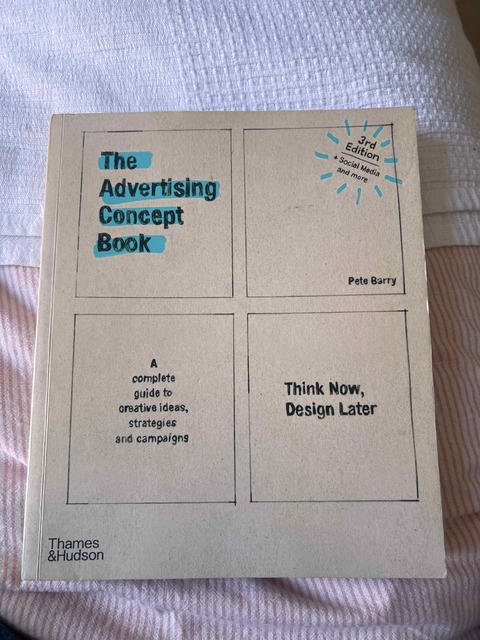 The
Advertising
Concept
Book
3rd
Edition
+ Social Media
and more
Pete Barry
A
complete
guide to
creative ideas,
strategies
and campaigns
Think Now,
Design Later
Thames
&Hudson